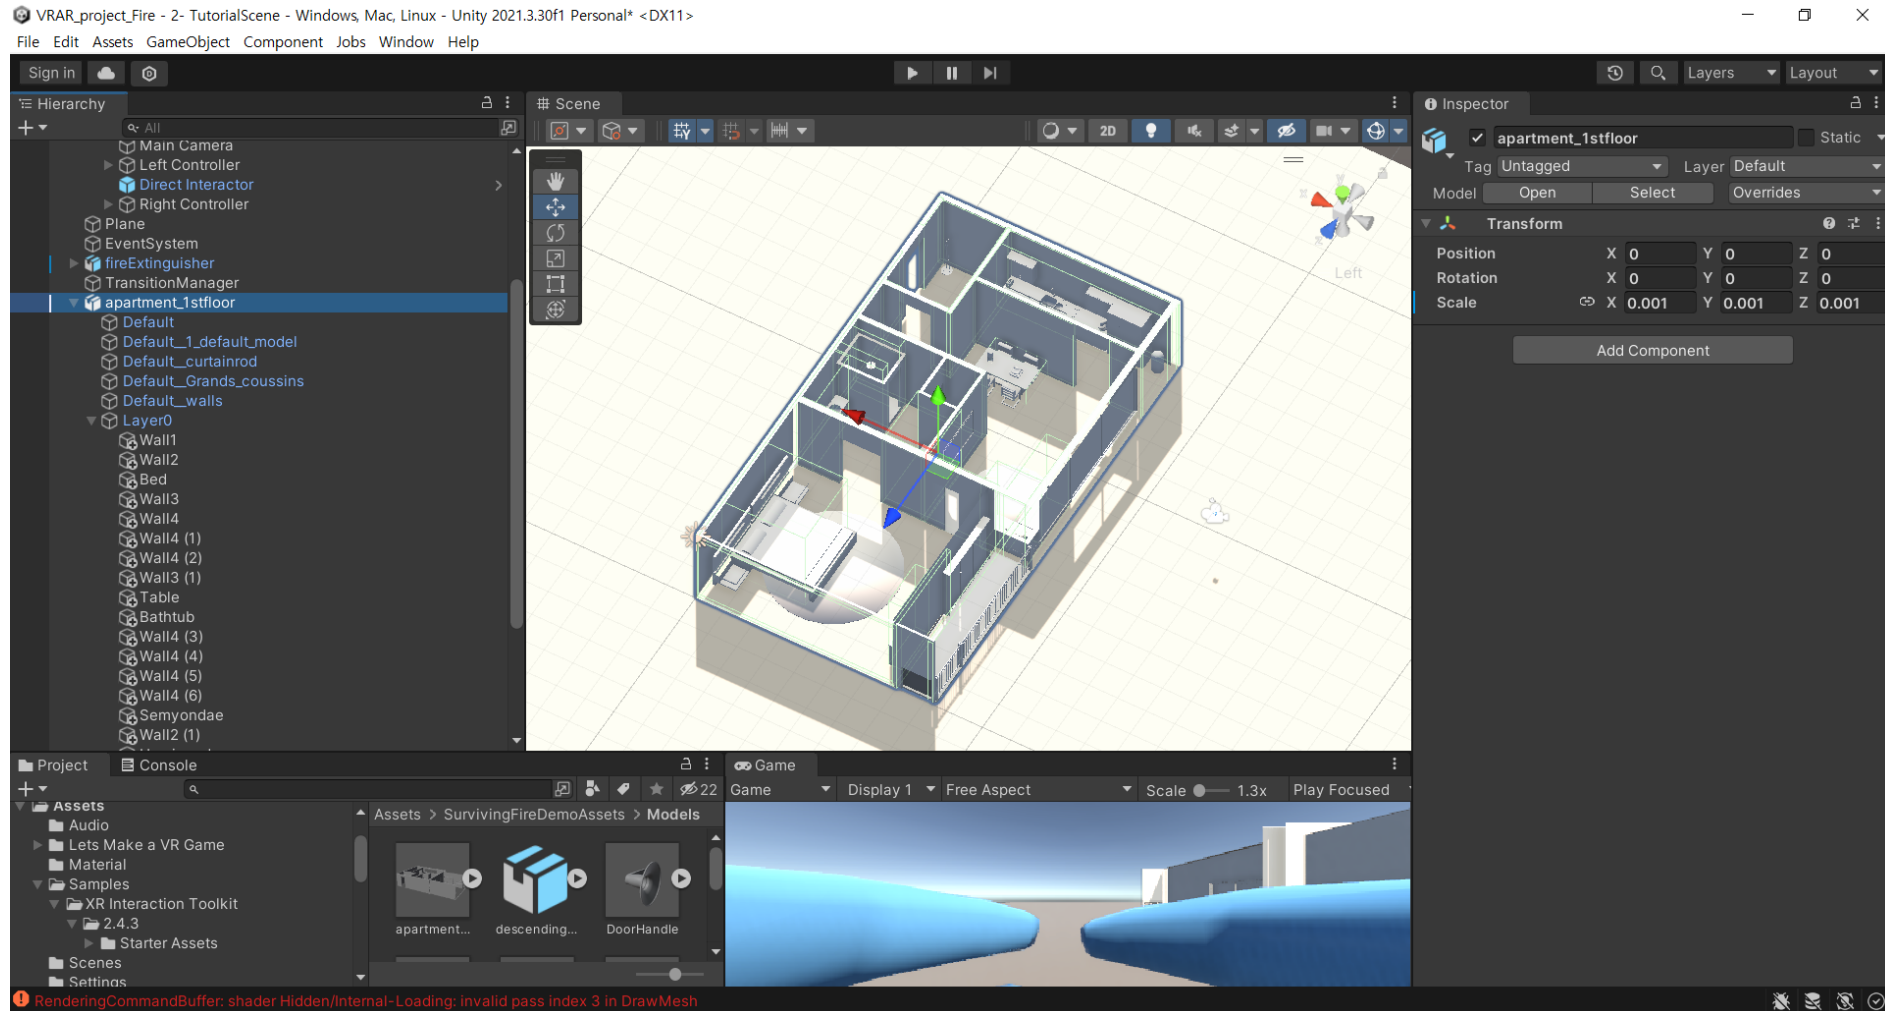 VRAR_project_Fire - 2- TutorialScene - Windows, Mac, Linux - Unity 2021.3.30f1 Personal* <DX11>
File Edit Assets GameObject Component Jobs Window Help
Sign in
Layers
Layout
Hierarchy
All
Main Camera
Left Controller
Direct Interactor
Right Controller
Plane
EventSystem
fireExtinguisher
TransitionManager
apartment_1stfloor
Default
Default__1_default_model
Default__curtainrod
Default__Grands_coussins
Default__walls
Layer0
Wall1
Wall2
Bed
Wall3
Wall4
Wall4 (1)
Wall4 (2)
Wall3 (1)
Table
Bathtub
Wall4 (3)
Wall4 (4)
Wall4 (5)
Wall4 (6)
Semyondae
Wall2 (1)
Scene
2D
Left
Inspector
apartment_1stfloor
Static
Tag Untagged Layer Default
Model Open Select Overrides
Transform
Position X 0 Y 0 Z 0
Rotation X 0 Y 0 Z 0
Scale X 0.001 Y 0.001 Z 0.001
Add Component
Project Console
22
Assets
Audio
Lets Make a VR Game
Material
Samples
XR Interaction Toolkit
2.4.3
Starter Assets
Scenes
Settings
Assets > SurvivingFireDemoAssets > Models
apartment... descending... DoorHandle
Game
Game Display 1 Free Aspect Scale 1.3x Play Focused
RenderingCommandBuffer: shader Hidden/Internal-Loading: invalid pass index 3 in DrawMesh